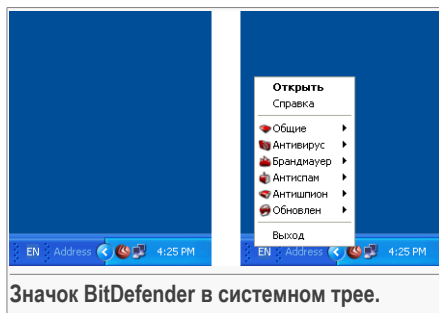 Открыть
Справка
Общие
Антивирус
Брандмауер
Антиспам
Антишпион
Обновлен
Выход
EN Address 4:25 PM
EN Address 4:25 PM
Значок BitDefender в системном трее.